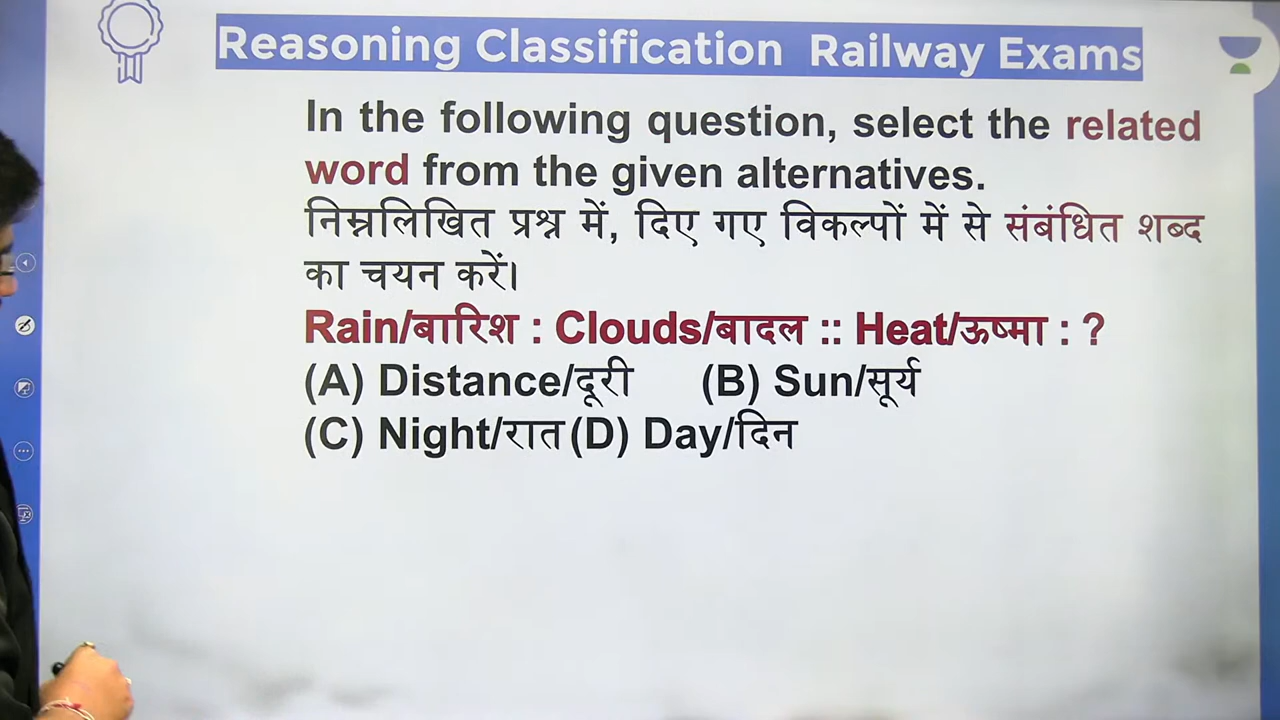 Reasoning Classification Railway Exams
In the following question, select the related
word from the given alternatives.
निम्नलिखित प्रश्न में, दिए गए विकल्पों में से संबंधित शब्द
का चयन करें।
Rain/बारिश : Clouds/बादल :: Heat/ऊष्मा : ?
(A) Distance/दूरी (B) Sun/सूर्य
(C) Night/रात (D) Day/दिन